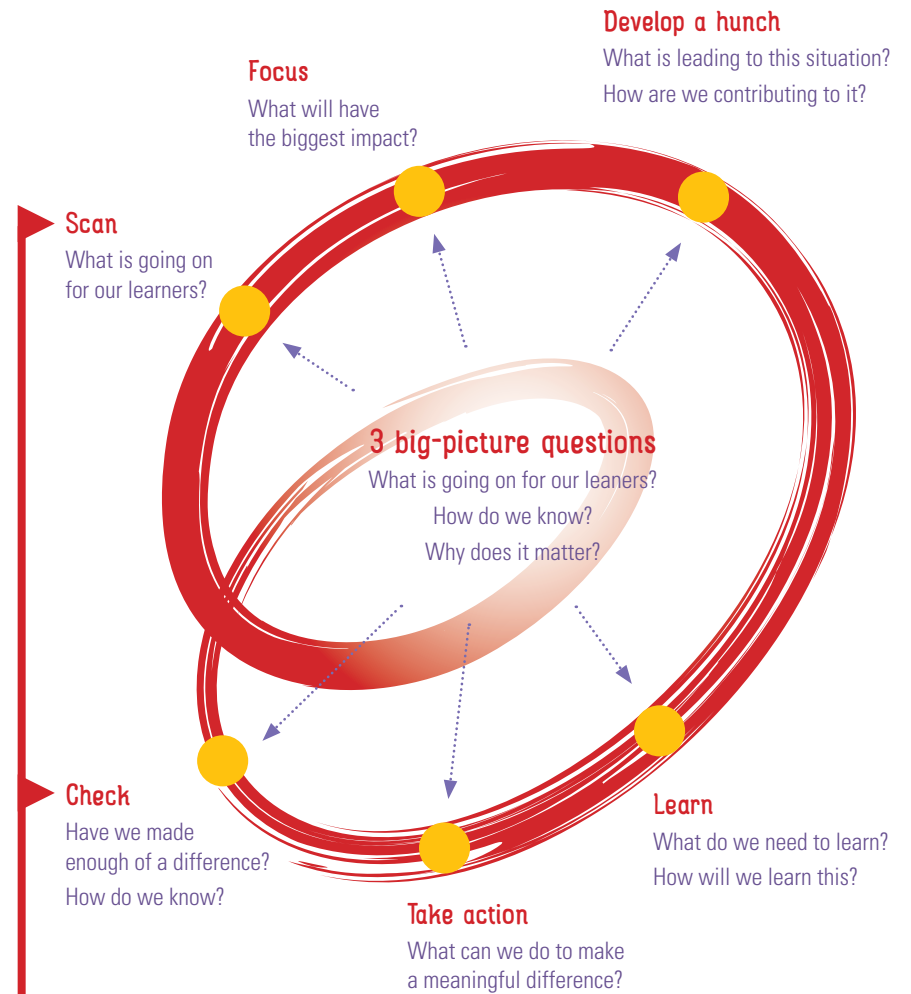 Develop a hunch
What is leading to this situation?
How are we contributing to it?
Focus
What will have
the biggest impact?
Scan
What is going on
for our learners?
3 big-picture questions
What is going on for our leaners?
How do we know?
Why does it matter?
Check
Have we made
enough of a difference?
How do we know?
Learn
What do we need to learn?
How will we learn this?
Take action
What can we do to make
a meaningful difference?